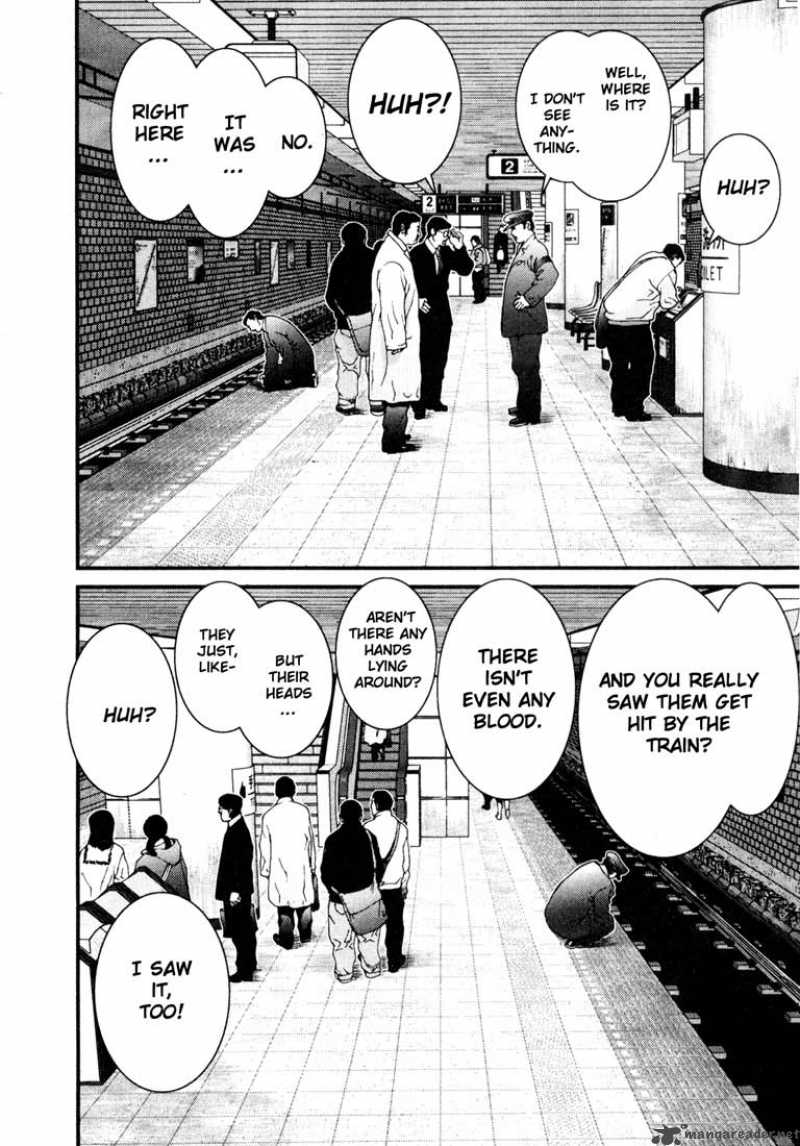 WELL,
WHERE
IS IT?
I DON'T
SEE
ANY-
THING.
HUH?
HUH?!
NO.
IT
WAS
...
RIGHT
HERE
...
2
2
ILET
AND YOU REALLY
SAW THEM GET
HIT BY THE
TRAIN?
THERE
ISN'T
EVEN ANY
BLOOD.
AREN'T
THERE ANY
HANDS
LYING
AROUND?
BUT
THEIR
HEADS
...
THEY
JUST,
LIKE-
HUH?
I SAW
IT,
TOO!
mangareader.net